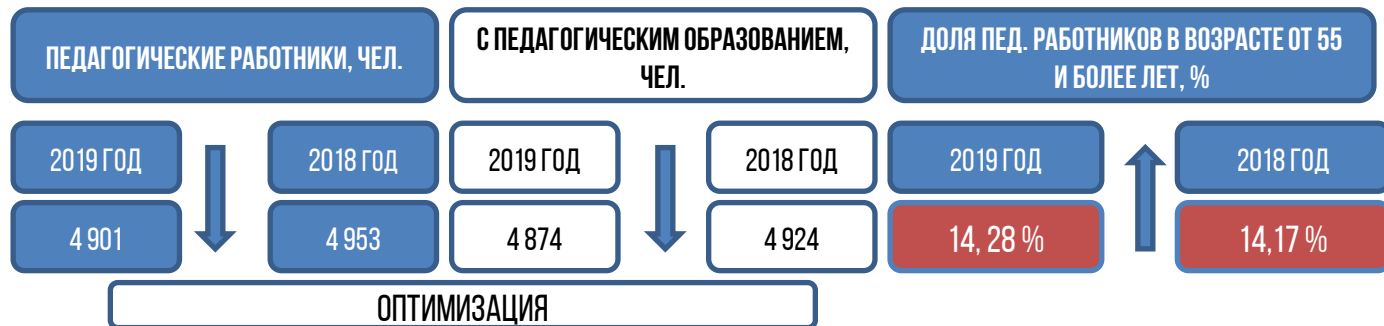 ПЕДАГОГИЧЕСКИЕ РАБОТНИКИ, ЧЕЛ.
С ПЕДАГОГИЧЕСКИМ ОБРАЗОВАНИЕМ,
ЧЕЛ.
ДОЛЯ ПЕД. РАБОТНИКОВ В ВОЗРАСТЕ ОТ 55
И БОЛЕЕ ЛЕТ, %
2019 ГОД
2018 ГОД
2019 ГОД
2018 ГОД
2019 ГОД
2018 ГОД
4 901
4 953
4 874
4 924
14, 28 %
14,17 %
ОПТИМИЗАЦИЯ